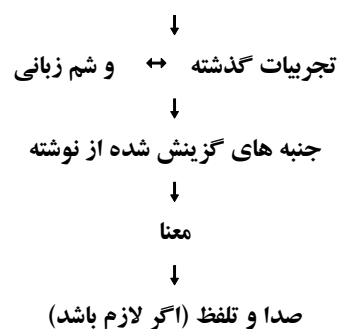 ↓
تجربیات گذشته ↔ و شم زبانی
↓
جنبه های گزینش شده از نوشته
↓
معنا
↓
صدا و تلفظ (اگر لازم باشد)